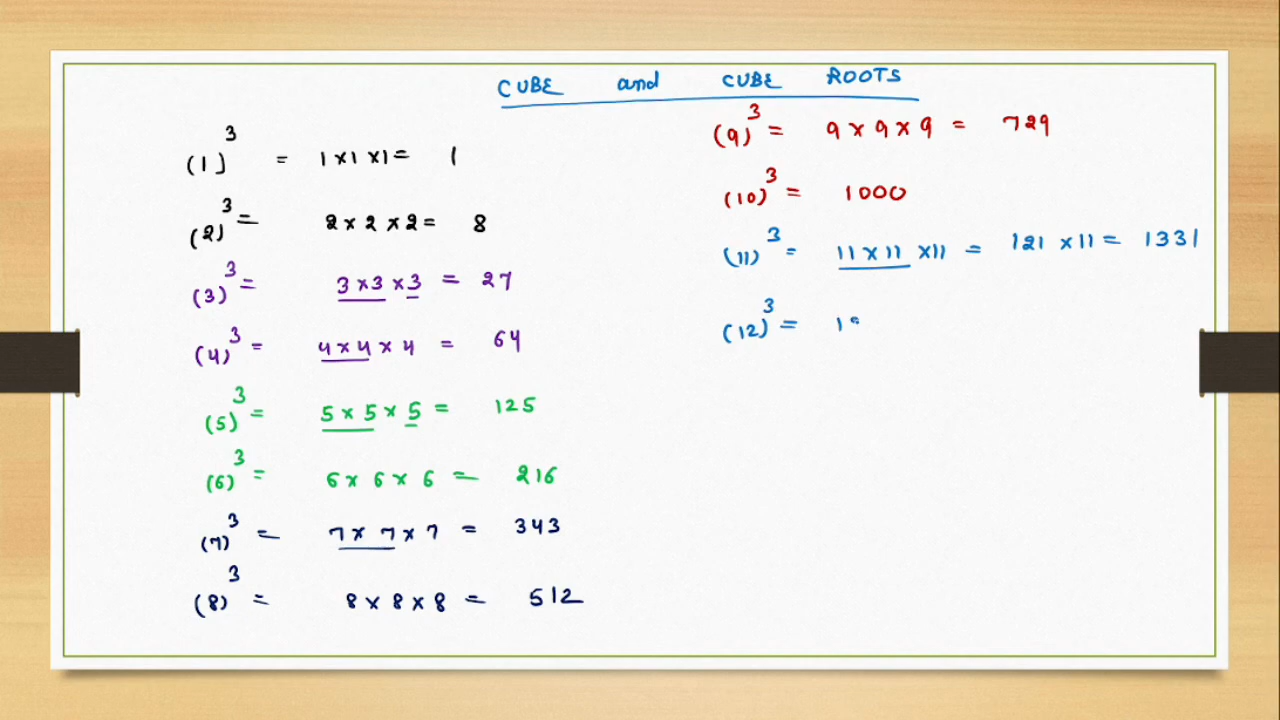 CUBE and CUBE ROOTS
(1)³ = 1 x 1 x 1 = 1
(2)³ = 2 x 2 x 2 = 8
(3)³ = 3 x 3 x 3 = 27
(4)³ = 4 x 4 x 4 = 64
(5)³ = 5 x 5 x 5 = 125
(6)³ = 6 x 6 x 6 = 216
(7)³ = 7 x 7 x 7 = 343
(8)³ = 8 x 8 x 8 = 512
(9)³ = 9 x 9 x 9 = 729
(10)³ = 1000
(11)³ = 11 x 11 x 11 = 121 x 11 = 1331
(12)³ = 1